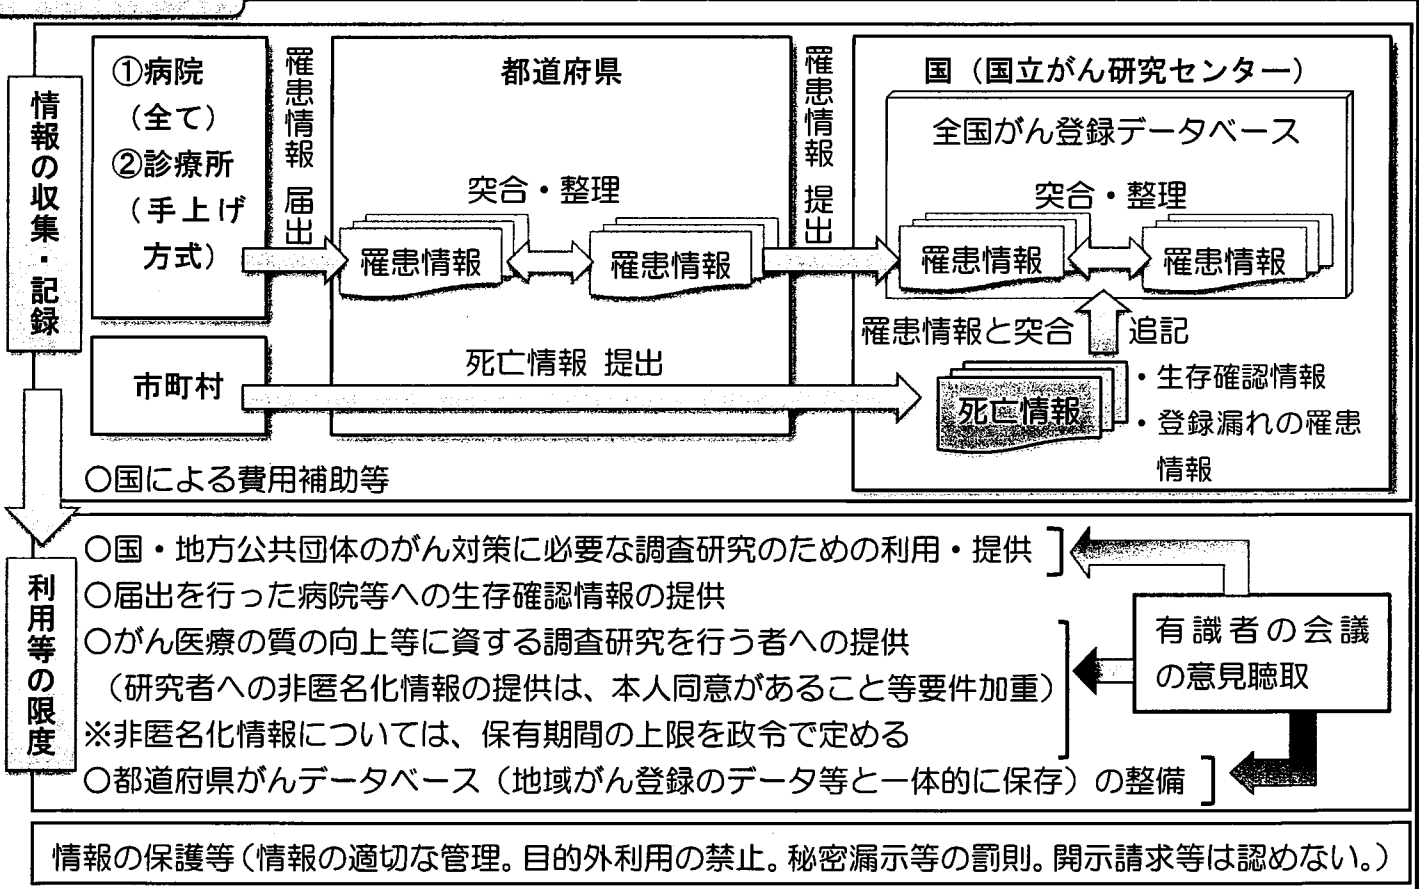 情報の収集・記録
①病院
(全て)
②診療所
(手上げ
方式)
罹患情報 届出
都道府県
突合・整理
罹患情報
罹患情報
罹患情報 提出
国(国立がん研究センター)
全国がん登録データベース
突合・整理
罹患情報
罹患情報
罹患情報と突合
追記
市町村
死亡情報 提出
死亡情報
・生存確認情報
・登録漏れの罹患
情報
○国による費用補助等
利用等の限度
○国・地方公共団体のがん対策に必要な調査研究のための利用・提供
○届出を行った病院等への生存確認情報の提供
○がん医療の質の向上等に資する調査研究を行う者への提供
(研究者への非匿名化情報の提供は、本人同意があること等要件加重)
※非匿名化情報については、保有期間の上限を政令で定める
○都道府県がんデータベース(地域がん登録のデータ等と一体的に保存)の整備
有識者の会議
の意見聴取
情報の保護等(情報の適切な管理。目的外利用の禁止。秘密漏示等の罰則。開示請求等は認めない。)